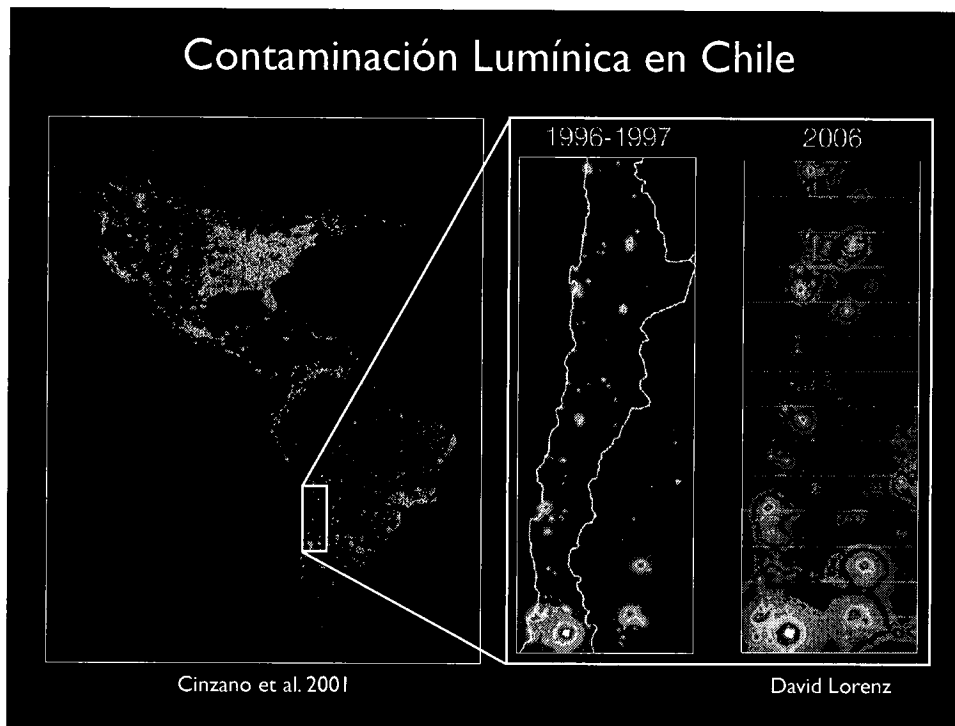 Contaminación Lumínica en Chile
1996-1997
2006
Cinzano et al. 2001
David Lorenz